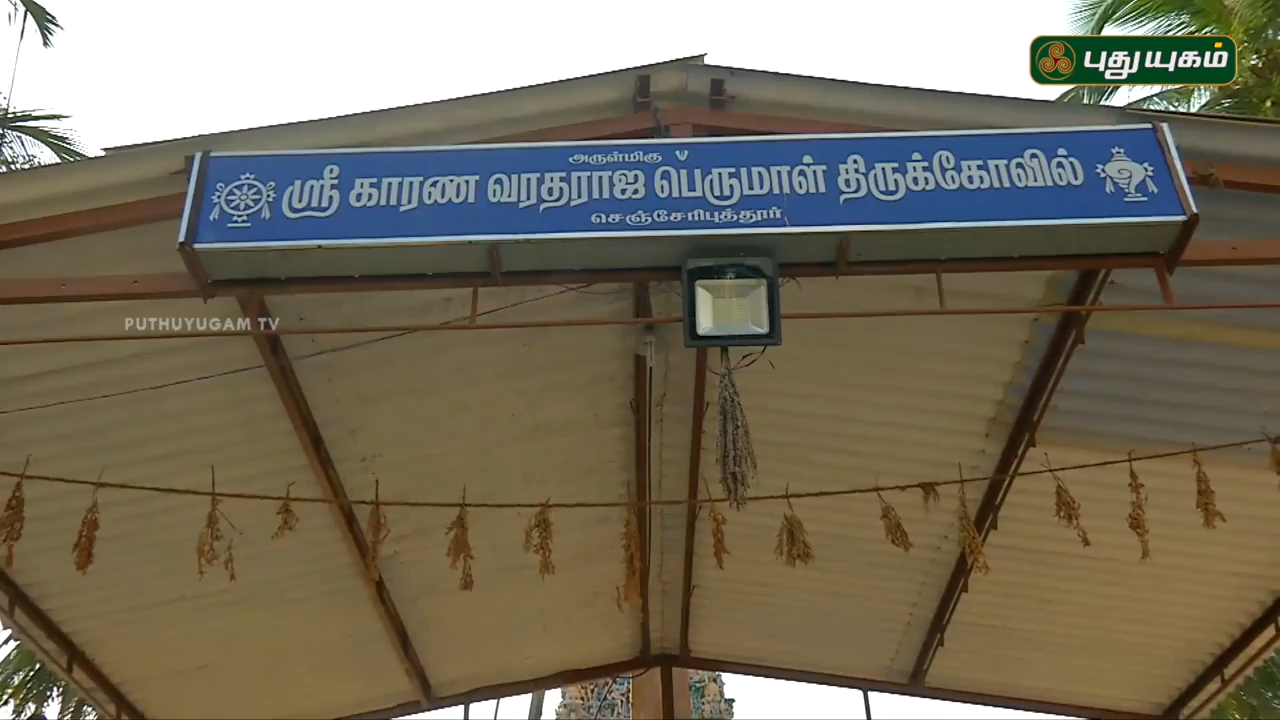 புதுயுகம்
அருள்மிகு
ஸ்ரீ காரண வரதராஜ பெருமாள் திருக்கோவில்
செஞ்சேரிபுத்தூர்
PUTHUYUGAM TV